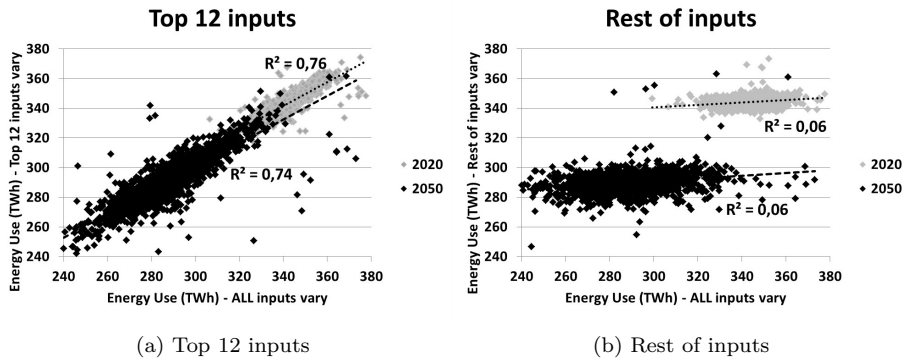 Top 12 inputs
Energy Use (TWh) - Top 12 inputs vary
380
360
340
320
300
280
260
240
R² = 0,76
R² = 0,74
2020
2050
240 260 280 300 320 340 360 380
Energy Use (TWh) - ALL inputs vary
(a) Top 12 inputs
Rest of inputs
Energy Use (TWh) - Rest of inputs vary
380
360
340
320
300
280
260
240
R² = 0,06
R² = 0,06
2020
2050
240 260 280 300 320 340 360 380
Energy Use (TWh) - ALL inputs vary
(b) Rest of inputs